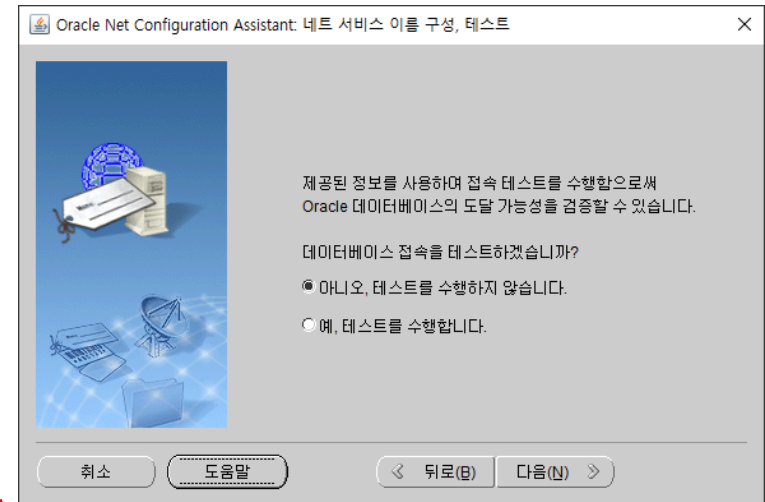 Oracle Net Configuration Assistant: 네트 서비스 이름 구성, 테스트
제공된 정보를 사용하여 접속 테스트를 수행함으로써
Oracle 데이터베이스의 도달 가능성을 검증할 수 있습니다.
데이터베이스 접속을 테스트하겠습니까?
아니오, 테스트를 수행하지 않습니다.
예, 테스트를 수행합니다.
취소 도움말 뒤로(B) 다음(N)